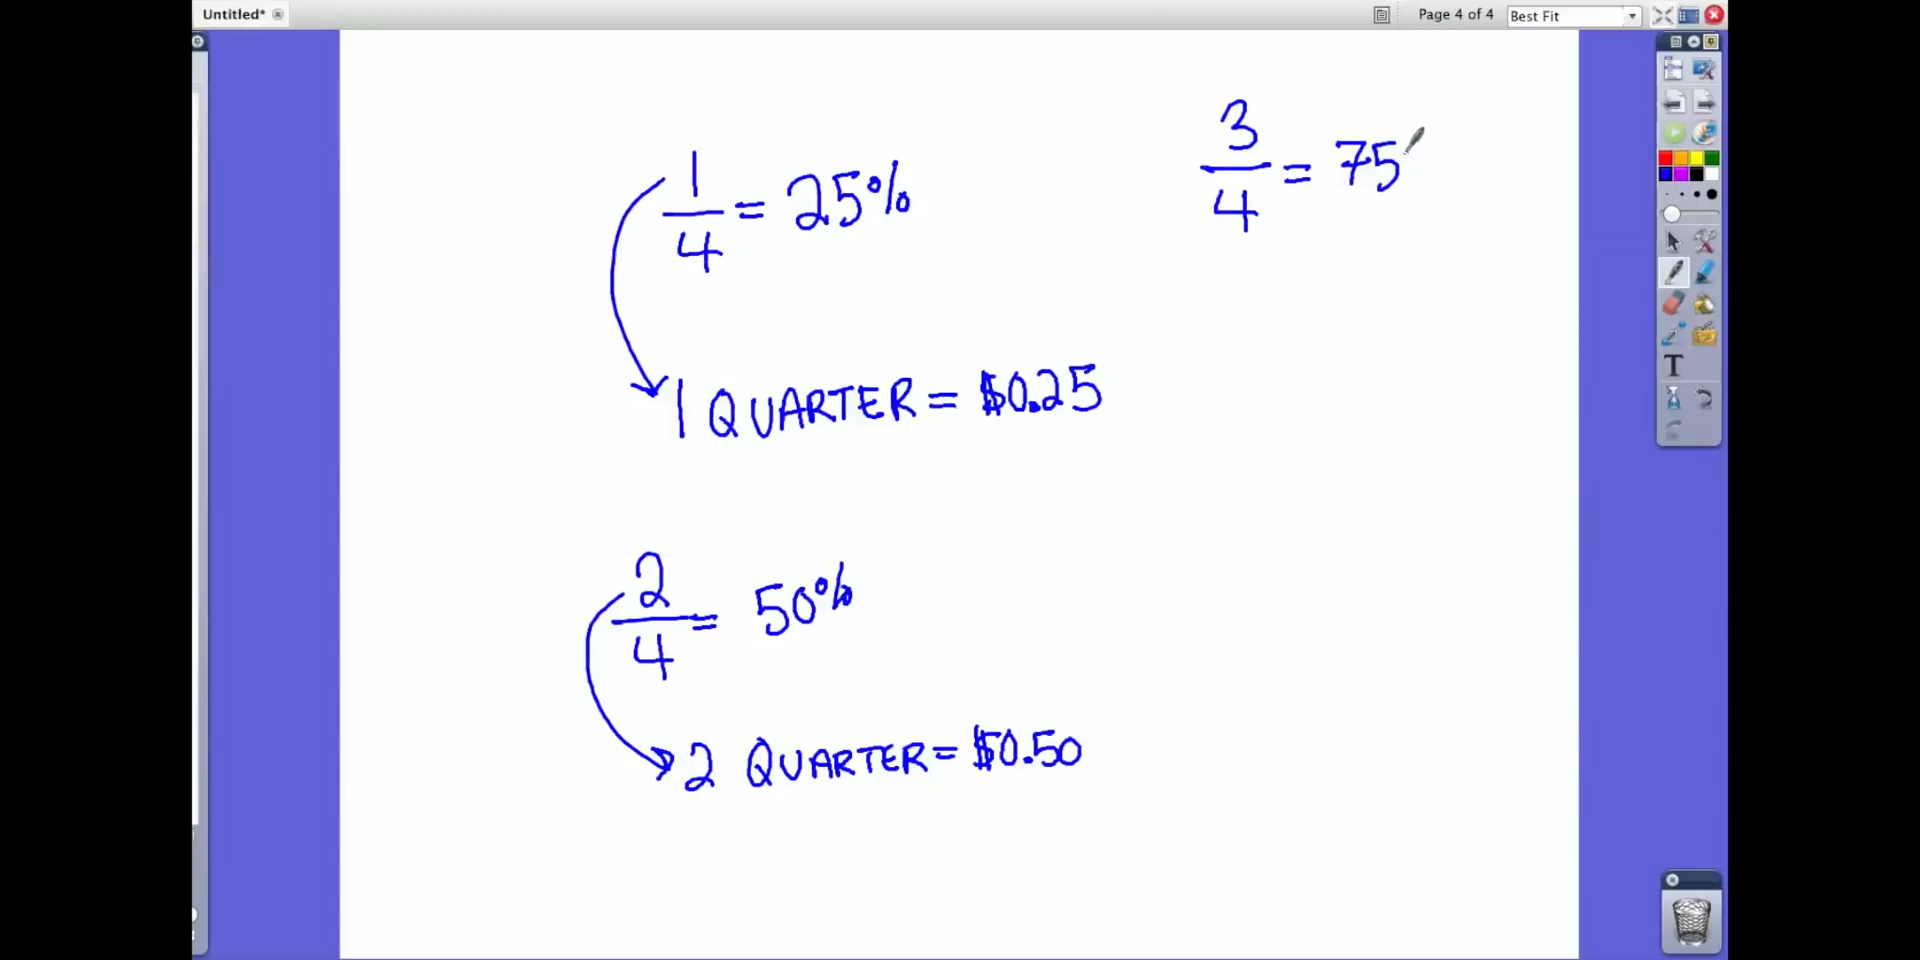 Untitled*
Page 4 of 4
Best Fit
1/4 = 25%
3/4 = 75
1 QUARTER = $0.25
2/4 = 50%
2 QUARTER = $0.50
T